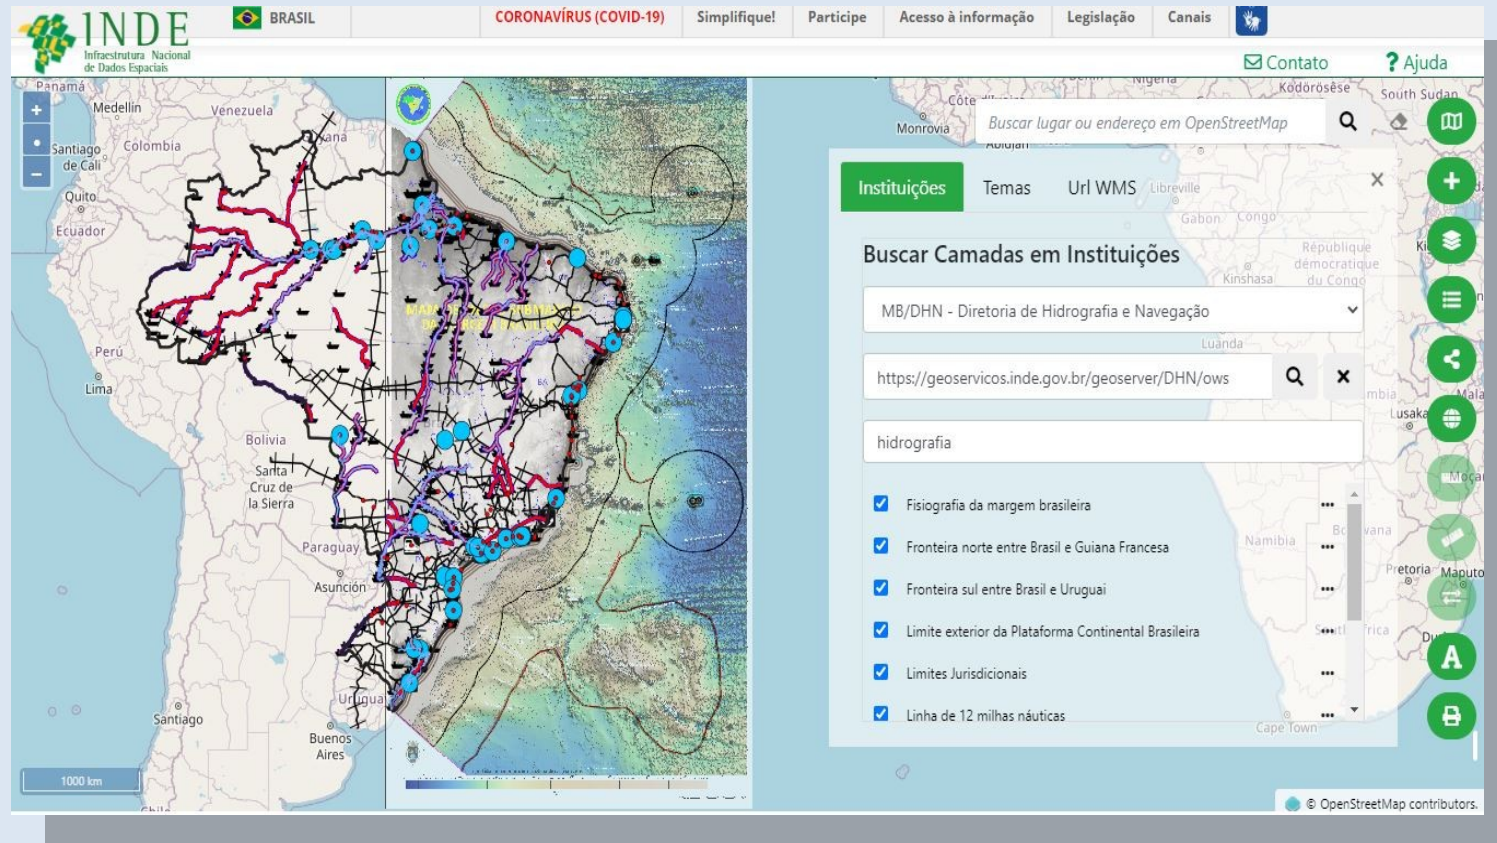 INDE
Infraestrutura Nacional
de Dados Espaciais
BRASIL
CORONAVÍRUS (COVID-19)
Simplifique!
Participe
Acesso à informação
Legislação
Canais
Contato
? Ajuda
Panamá
Medellín
Venezuela
Santiago
de Cali
Colombia
Quito
Ecuador
Perú
Lima
Bolivia
Santa
Cruz de
la Sierra
Paraguay
Asunción
Santiago
Buenos
Aires
1000 km
BA
Côte
Monrovia
Abidjan
Nigeria
Ködörösêse
South Sudan
Buscar lugar ou endereço em OpenStreetMap
Instituições
Temas
Url WMS
Libreville
Gabon
Congo
République
démocratique
du Congo
Kinshasa
Buscar Camadas em Instituições
MB/DHN - Diretoria de Hidrografia e Navegação
Luanda
https://geoservicos.inde.gov.br/geoserver/DHN/ows
Lusaka
hidrografia
Fisiografia da margem brasileira
Fronteira norte entre Brasil e Guiana Francesa
Namibia
Pretoria
Maputo
Fronteira sul entre Brasil e Uruguai
Limite exterior da Plataforma Continental Brasileira
Limites Jurisdicionais
Linha de 12 milhas náuticas
Cape Town
A
© OpenStreetMap contributors.